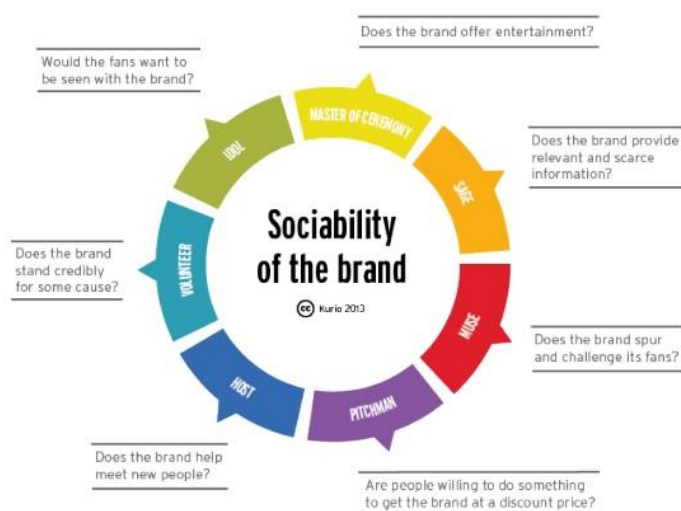 Does the brand offer entertainment?
Would the fans want to
be seen with the brand?
MASTER OF CEREMONY
IDOL
SAGE
Does the brand provide
relevant and scarce
information?
Sociability
of the brand
cc Kurio 2013
VOLUNTEER
Does the brand
stand credibly
for some cause?
MUSE
Does the brand spur
and challenge its fans?
HOST
PITCHMAN
Does the brand help
meet new people?
Are people willing to do something
to get the brand at a discount price?